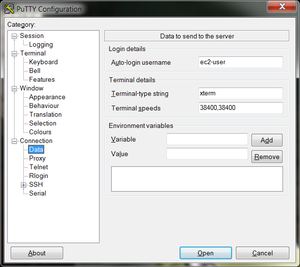 PuTTY Configuration
Category:
Session
Logging
Terminal
Keyboard
Bell
Features
Window
Appearance
Behaviour
Translation
Selection
Colours
Connection
Data
Proxy
Telnet
Rlogin
SSH
Serial
Data to send to the server
Login details
Auto-login username ec2-user
Terminal details
Terminal-type string xterm
Terminal speeds 38400,38400
Environment variables
Variable Add
Value Remove
About Open Cancel